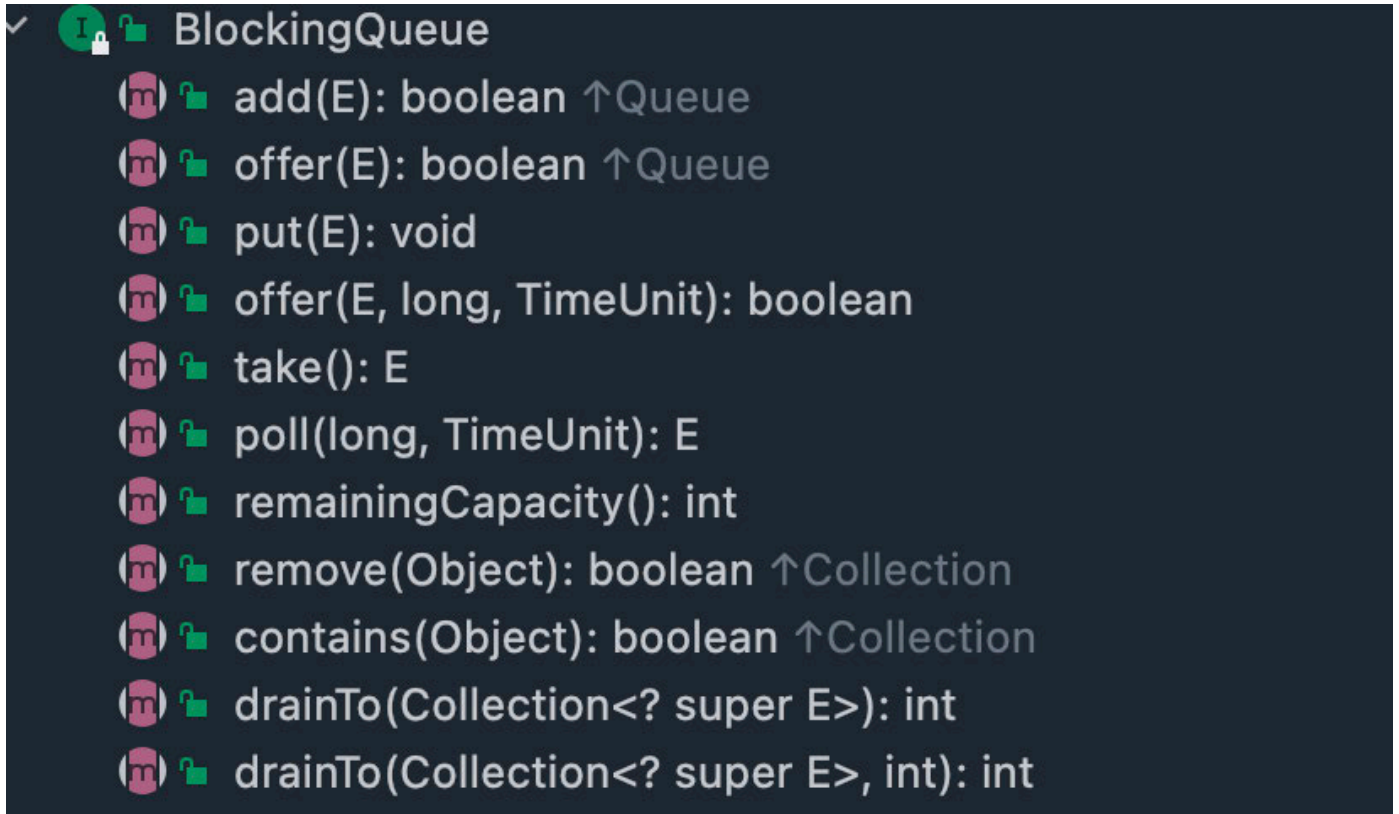 BlockingQueue
add(E): boolean ↑Queue
offer(E): boolean ↑Queue
put(E): void
offer(E, long, TimeUnit): boolean
take(): E
poll(long, TimeUnit): E
remainingCapacity(): int
remove(Object): boolean ↑Collection
contains(Object): boolean ↑Collection
drainTo(Collection<? super E>): int
drainTo(Collection<? super E>, int): int